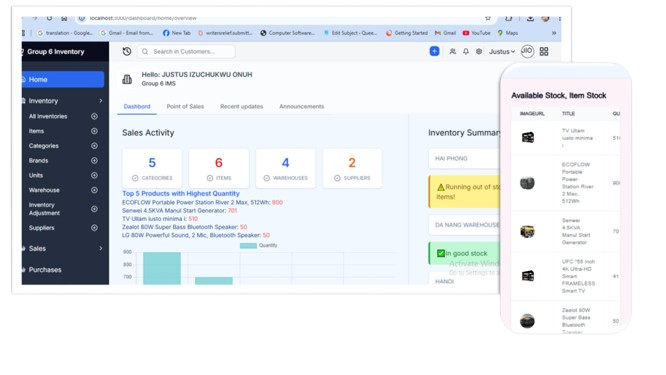 localhost:3000/dashboard/home/overview
translation - Google...
Gmail - Email from...
New Tab
writersrelief.submitt...
Computer Software...
Edit Subject - Quee...
Getting Started
Gmail
YouTube
Maps
Group 6 Inventory
Search in Customers...
Justus
JIO
Home
Inventory
All Inventories
Items
Categories
Brands
Units
Warehouse
Inventory
Adjustment
Suppliers
Sales
Purchases
Hello: JUSTUS IZUCHUKWU ONUH
Group 6 IMS
Dashbord
Point of Sales
Recent updates
Announcements
Sales Activity
5
CATEGORIES
6
ITEMS
4
WAREHOUSES
2
SUPPLIERS
Top 5 Products with Highest Quantity
ECOFLOW Portable Power Station River 2 Max, 512Wh: 900
Senwei 4.5KVA Manul Start Generator: 701
TV Ullam iusto minima i: 510
Zealot 80W Super Bass Bluetooth Speaker: 50
LG 80W Powerful Sound, 2 Mic, Bluetooth Speaker: 50
Quantity
900
800
700
Inventory Summar
HAI PHONG
Running out of sto
items!
DA NANG WAREHOUSE
In good stock
Activate Wind
Go to Settings to a
HANOI
Available Stock, Item Stock
IMAGEURL
TITLE
QU
TV Ullam
iusto minima
i
510
ECOFLOW
Portable
Power
Station River
2 Max,
512Wh
900
Senwei
4.5KVA
Manul Start
Generator
70
UFC "55 Inch
4K Ultra-HD
Smart
FRAMELESS
Smart TV
41
Zealot 80W
Super Bass
Bluetooth
50